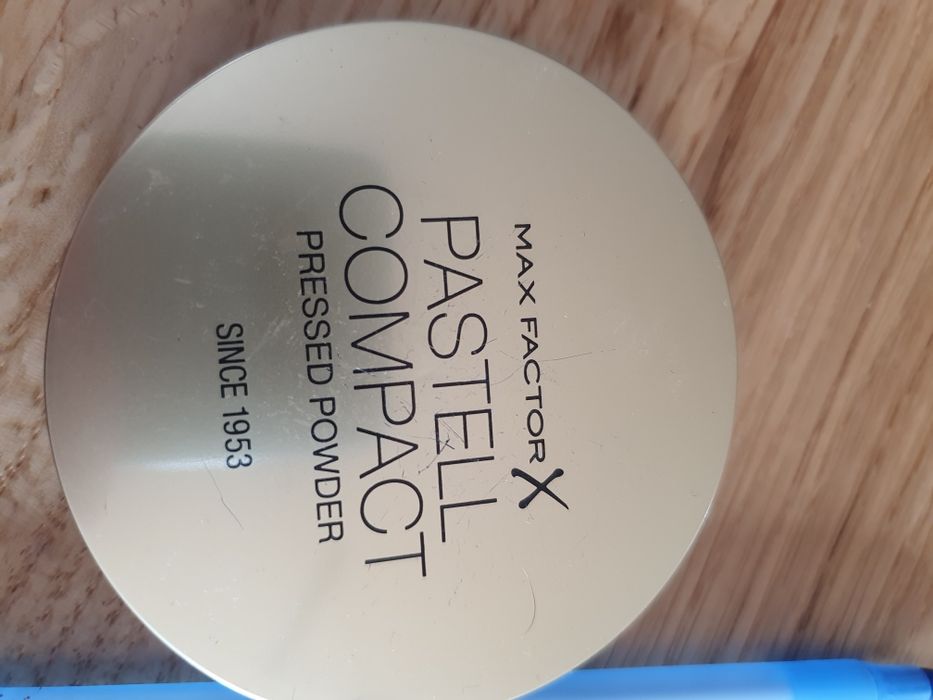 MAX FACTOR X
PASTELL
COMPACT
PRESSED POWDER
SINCE 1953